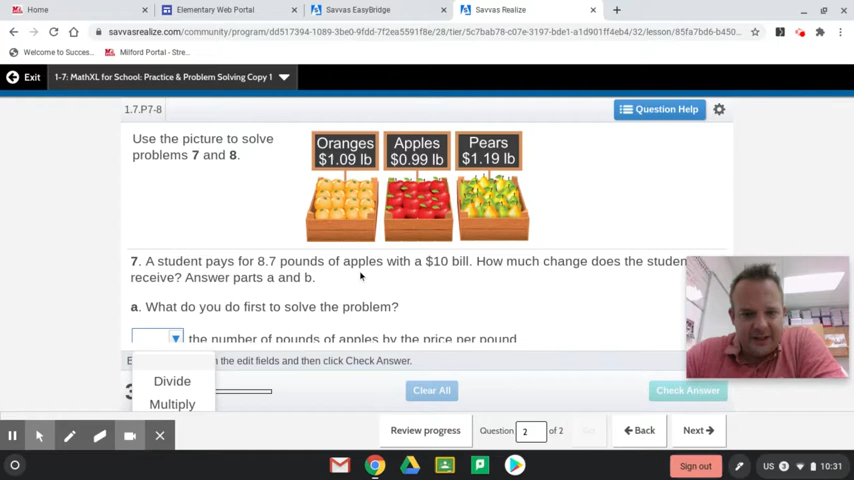 Home
Elementary Web Portal
Savvas EasyBridge
Savvas Realize
savvasrealize.com/community/program/dd517394-1089-3be0-9fdd-7f2ea5591f8e/28/tier/5c7bab78-c07e-3197-bde1-a1d901ff4eb4/32/lesson/85fa7bd6-b450...
Welcome to Succes...
Milford Portal - Stre...
Exit
1-7: MathXL for School: Practice & Problem Solving Copy 1
1.7.P7-8
Question Help
Use the picture to solve
problems 7 and 8.
Oranges
$1.09 lb
Apples
$0.99 lb
Pears
$1.19 lb
7. A student pays for 8.7 pounds of apples with a $10 bill. How much change does the studen
receive? Answer parts a and b.
a. What do you do first to solve the problem?
the number of pounds of apples by the price per pound
in the edit fields and then click Check Answer.
Divide
Multiply
3
Clear All
Check Answer
Review progress
Question 2 of 2
Back
Next
Sign out
US
3
10:31